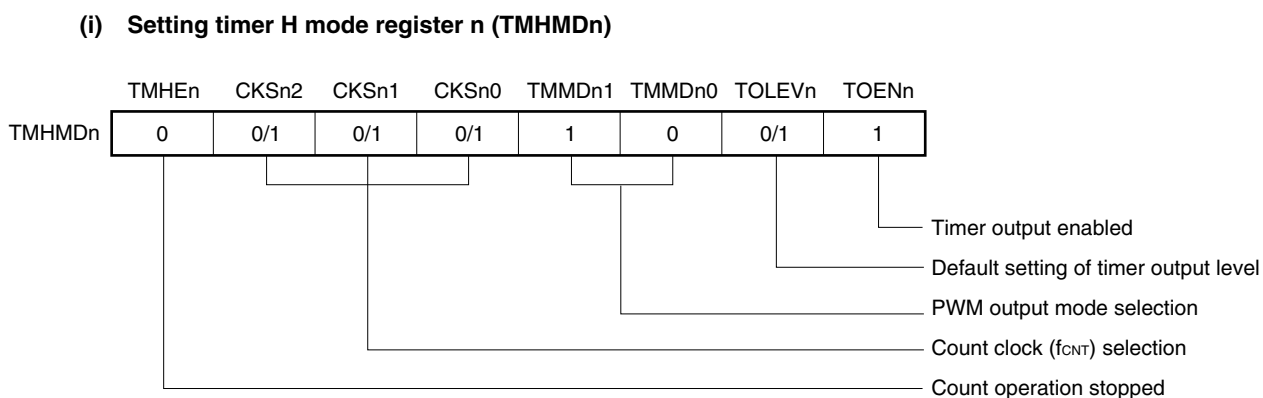 (i) Setting timer H mode register n (TMHMDn)
TMHEn CKSn2 CKSn1 CKSn0 TMMDn1 TMMDn0 TOLEVn TOENn
TMHMDn 0 0/1 0/1 0/1 1 0 0/1 1
Timer output enabled
Default setting of timer output level
PWM output mode selection
Count clock (fCNT) selection
Count operation stopped